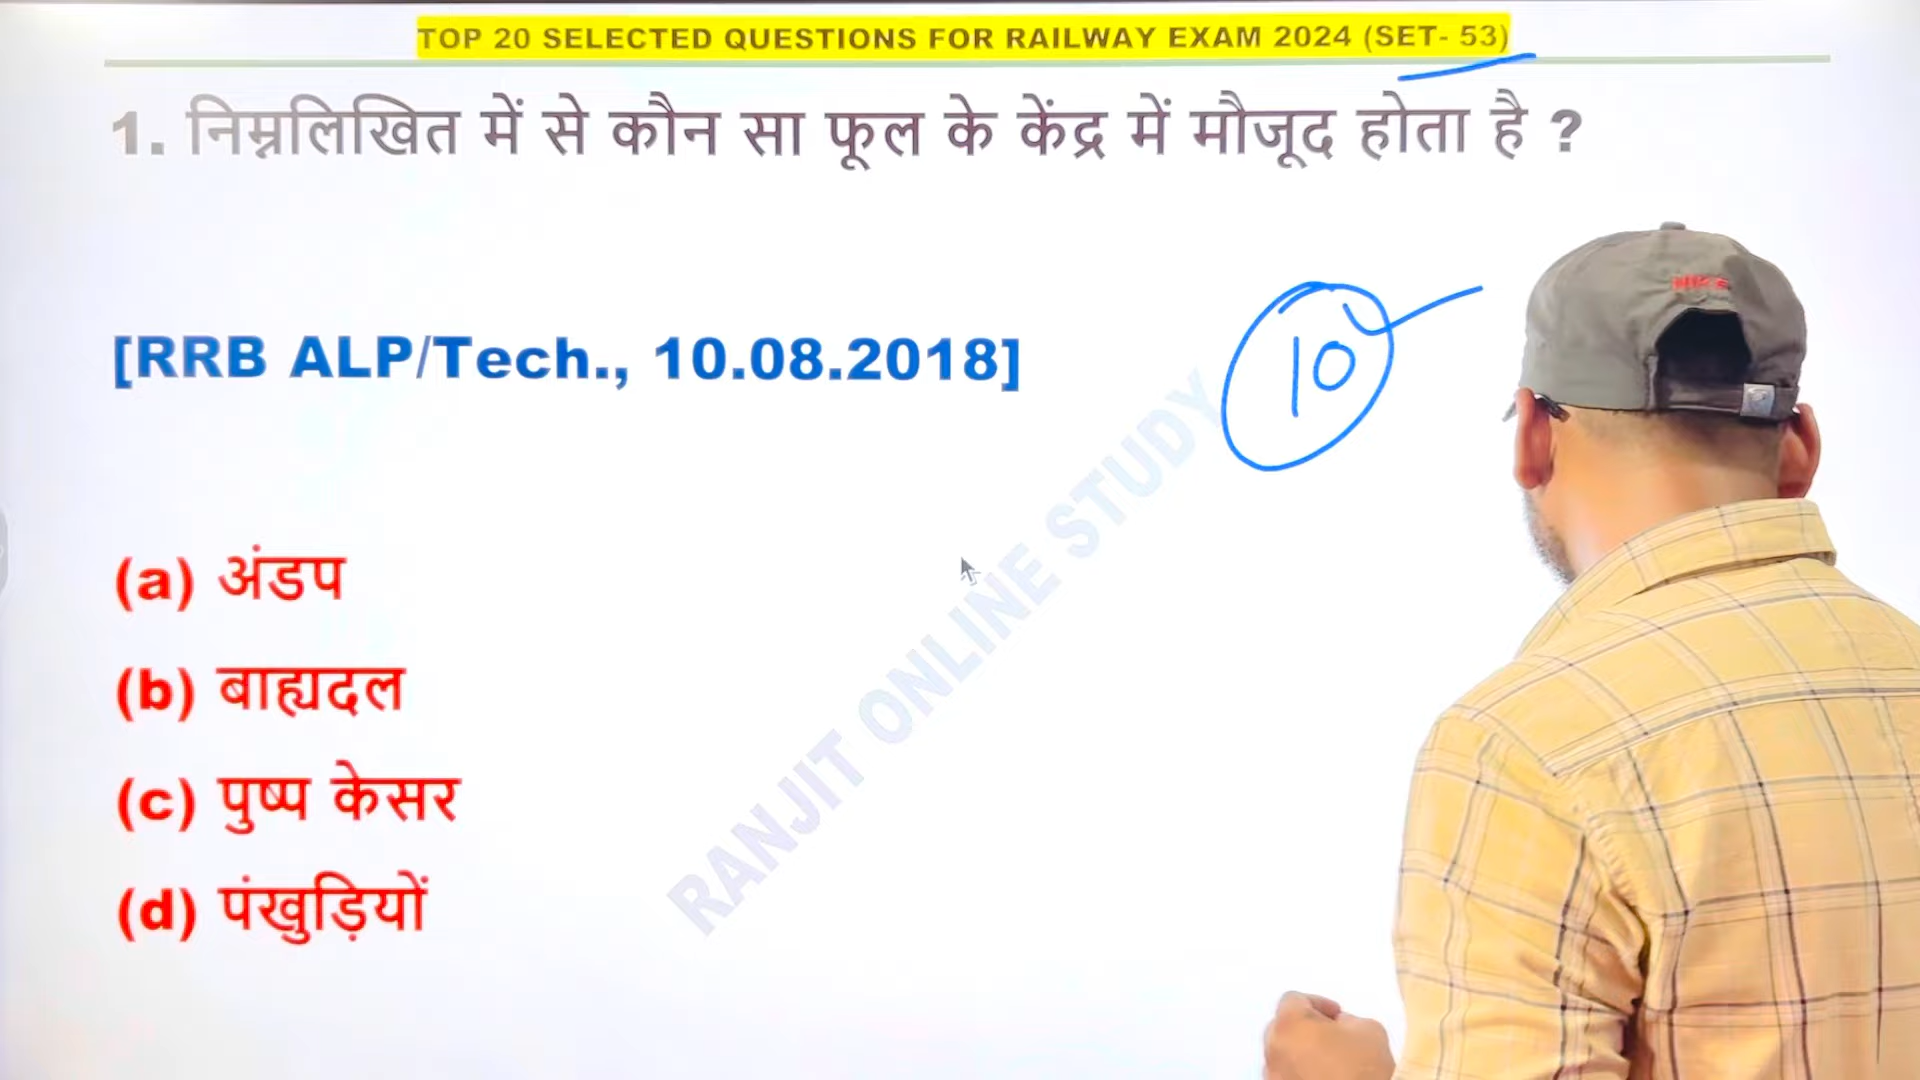 TOP 20 SELECTED QUESTIONS FOR RAILWAY EXAM 2024 (SET- 53)
1. निम्नलिखित में से कौन सा फूल के केंद्र में मौजूद होता है ?
[RRB ALP/Tech., 10.08.2018]
10
(a) अंडप
(b) बाह्यदल
(c) पुष्प केसर
(d) पंखुड़ियों
RANJIT ONLINE STUDY